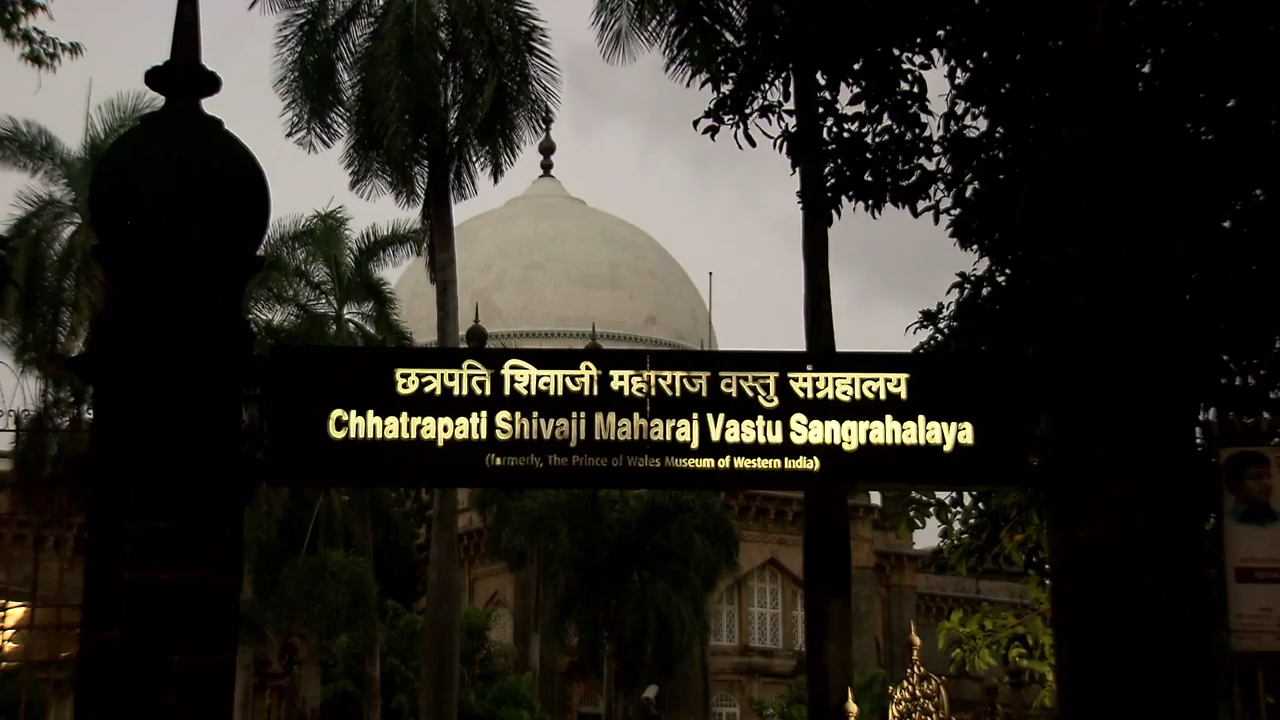 छत्रपति शिवाजी महाराज वस्तु संग्रहालय
Chhatrapati Shivaji Maharaj Vastu Sangrahalaya
(formerly, The Prince of Wales Museum of Western India)